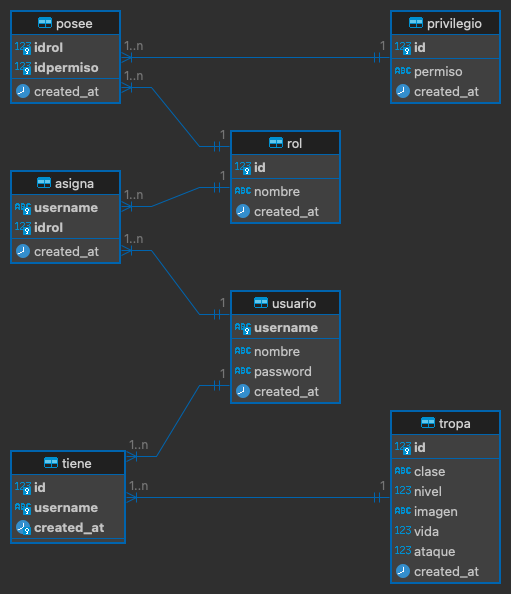 posee
123 idrol
123 idpermiso
created_at
1..n
1..n
1
privilegio
123 id
ABC permiso
created_at
1
rol
123 id
ABC nombre
created_at
1
asigna
ABC username
123 idrol
created_at
1..n
1..n
1
usuario
ABC username
ABC nombre
ABC password
created_at
1
tiene
123 id
ABC username
created_at
1..n
1..n
1
tropa
123 id
ABC clase
123 nivel
ABC imagen
123 vida
123 ataque
created_at